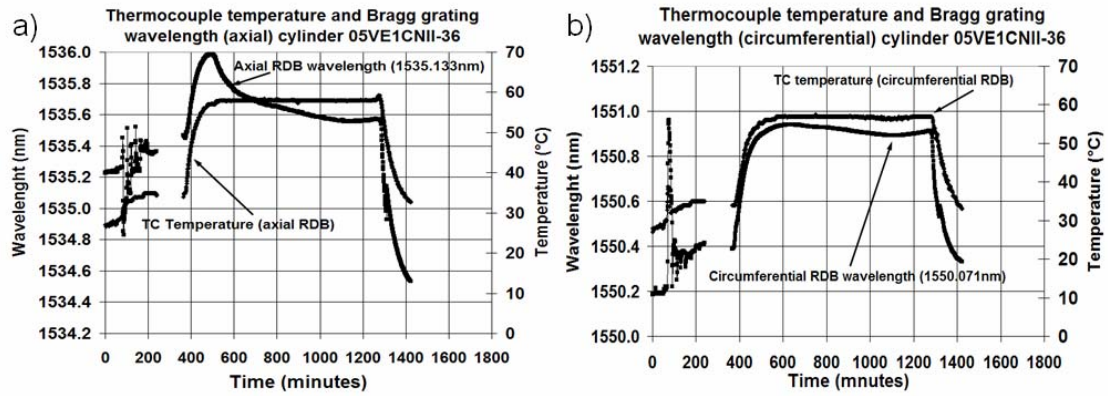 a)
Thermocouple temperature and Bragg grating
wavelength (axial) cylinder 05VE1CNII-36
Wavelenght (nm)
1536.0
1535.8
1535.6
1535.4
1535.2
1535.0
1534.8
1534.6
1534.4
1534.2
Axial RDB wavelength (1535.133nm)
TC Temperature (axial RDB)
70
60
50
40
30
20
10
0
Temperature (°C)
0 200 400 600 800 1000 1200 1400 1600 1800
Time (minutes)
b)
Thermocouple temperature and Bragg grating
wavelength (circumferential) cylinder 05VE1CNII-36
Wavelenght (nm)
1551.2
1551.0
1550.8
1550.6
1550.4
1550.2
1550.0
TC temperature (circumferential RDB)
Circumferential RDB wavelength (1550.071nm)
70
60
50
40
30
20
10
0
Temperature (°C)
0 200 400 600 800 1000 1200 1400 1600 1800
Time (mnutes)